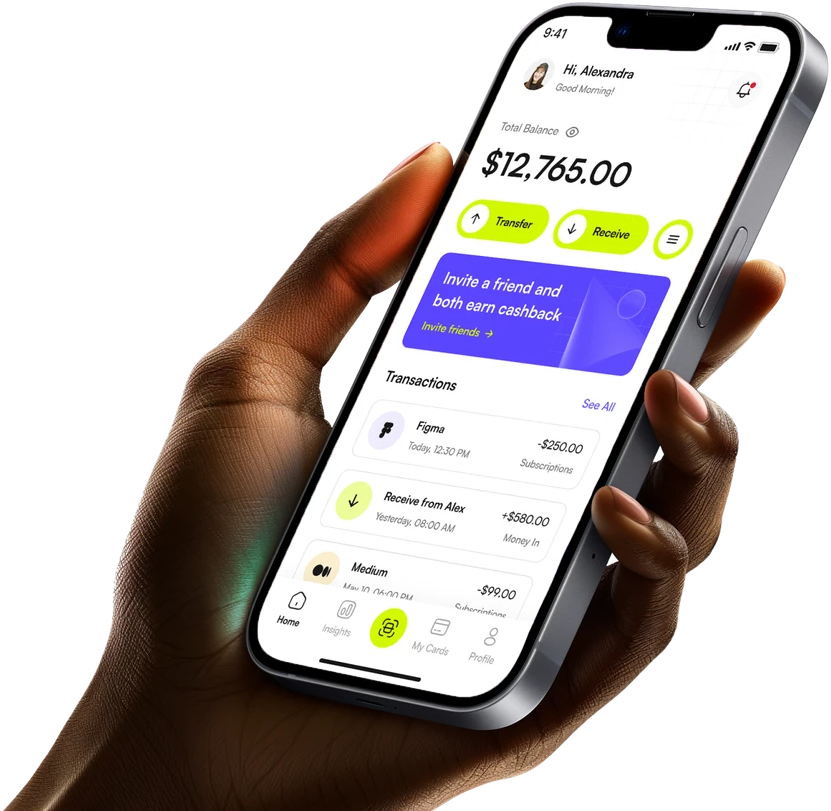 9:41
Hi, Alexandra
Good Morning!
Total Balance
$12,765.00
Transfer
Receive
Invite a friend and
both earn cashback
Invite friends →
Transactions
See All
Figma
-$250.00
Today, 12:30 PM
Subscriptions
Receive from Alex
+$580.00
Yesterday, 08:00 AM
Money In
Medium
-$99.00
May 10, 06:00 PM
Subscriptions
Home
Insights
My Cards
Profile